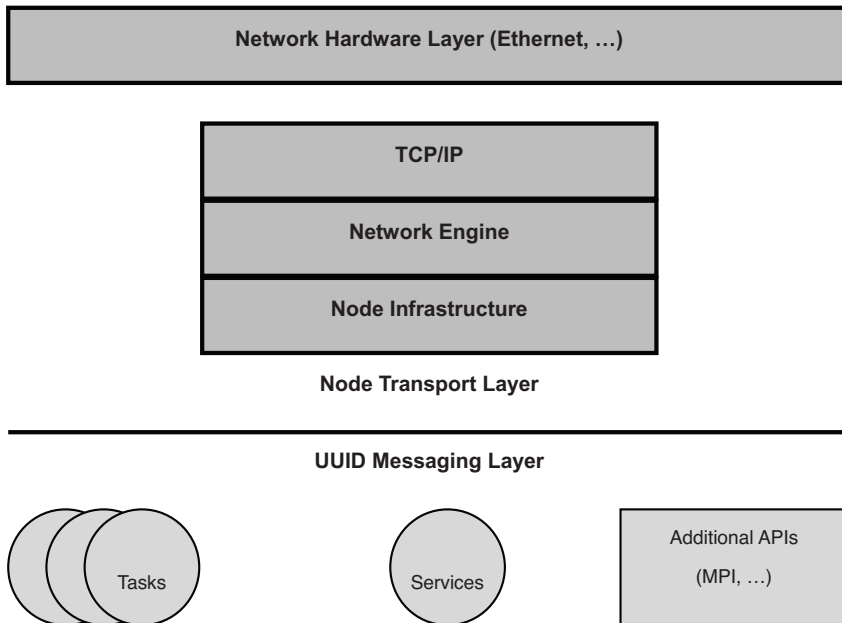 Network Hardware Layer (Ethernet, …)
TCP/IP
Network Engine
Node Infrastructure
Node Transport Layer
UUID Messaging Layer
Tasks
Services
Additional APIs
(MPI, …)